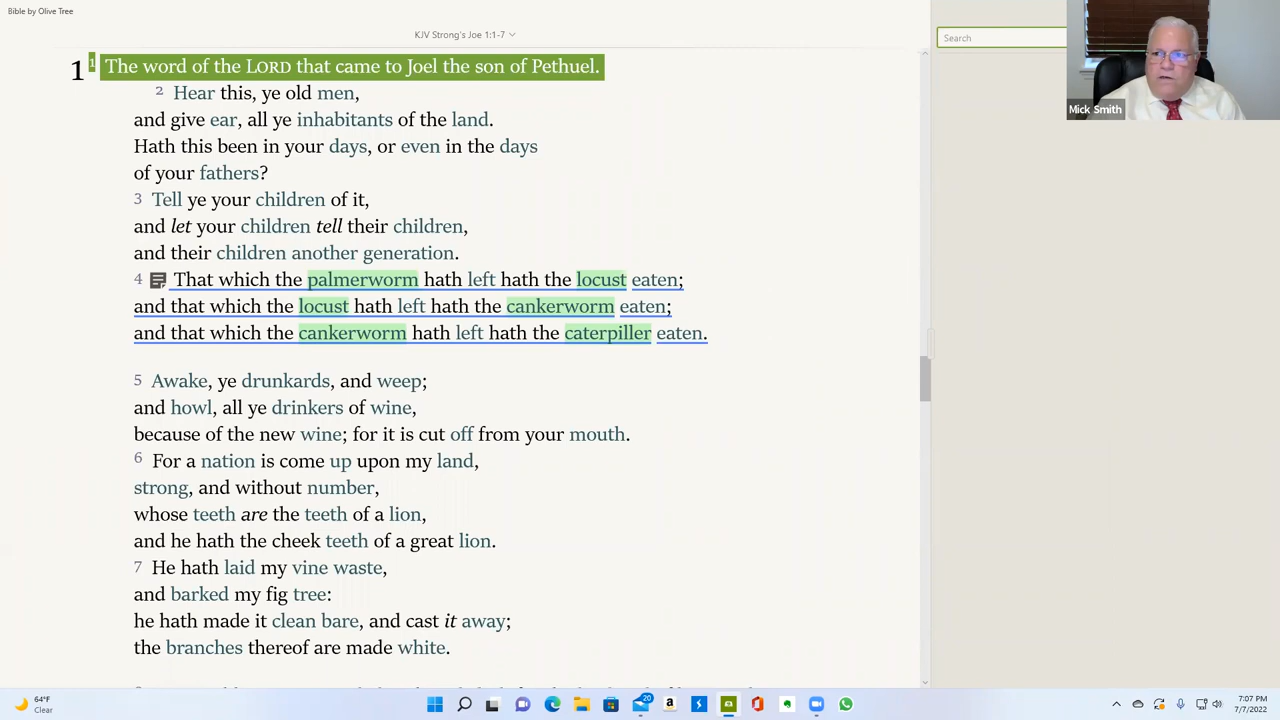 Bible by Olive Tree
KJV Strong's Joe 1:1-7
Search
Mick Smith
1 1 The word of the LORD that came to Joel the son of Pethuel.
2 Hear this, ye old men,
and give ear, all ye inhabitants of the land.
Hath this been in your days, or even in the days
of your fathers?
3 Tell ye your children of it,
and let your children tell their children,
and their children another generation.
4 That which the palmerworm hath left hath the locust eaten;
and that which the locust hath left hath the cankerworm eaten;
and that which the cankerworm hath left hath the caterpiller eaten.
5 Awake, ye drunkards, and weep;
and howl, all ye drinkers of wine,
because of the new wine; for it is cut off from your mouth.
6 For a nation is come up upon my land,
strong, and without number,
whose teeth are the teeth of a lion,
and he hath the cheek teeth of a great lion.
7 He hath laid my vine waste,
and barked my fig tree:
he hath made it clean bare, and cast it away;
the branches thereof are made white.
64°F
Clear
20
a
7:07 PM
7/7/2022